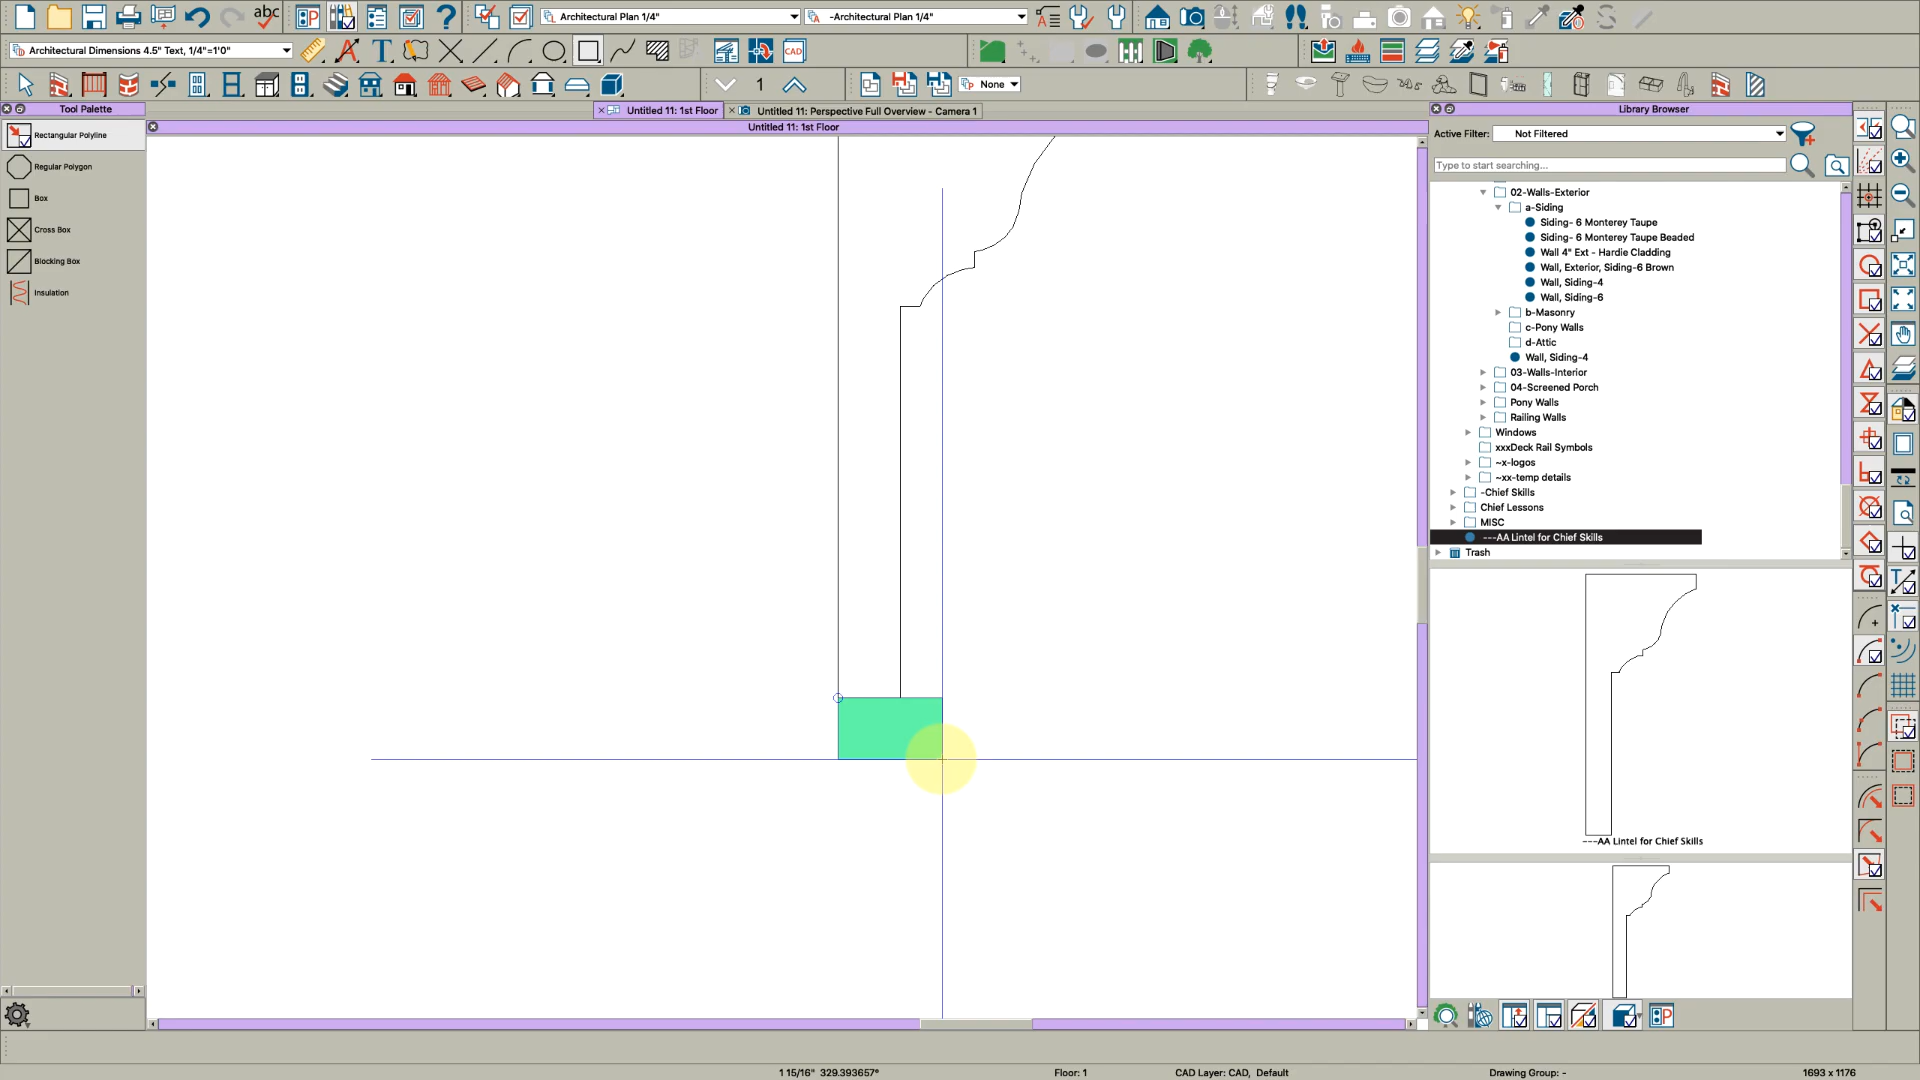 abc
Architectural Plan 1/4"
-Architectural Plan 1/4"
Architectural Dimensions 4.5" Text, 1/4"=1'0"
CAD
1
None
Tool Palette
Untitled 11: 1st Floor
Untitled 11: Perspective Full Overview - Camera 1
Library Browser
Untitled 11: 1st Floor
Rectangular Polyline
Regular Polygon
Box
Cross Box
Blocking Box
Insulation
Active Filter:
Not Filtered
Type to start searching...
02-Walls-Exterior
a-Siding
Siding- 6 Monterey Taupe
Siding- 6 Monterey Taupe Beaded
Wall 4" Ext - Hardie Cladding
Wall, Exterior, Siding-6 Brown
Wall, Siding-4
Wall, Siding-6
b-Masonry
c-Pony Walls
d-Attic
Wall, Siding-4
03-Walls-Interior
04-Screened Porch
Pony Walls
Railing Walls
Windows
xxxDeck Rail Symbols
~x-logos
~xx-temp details
-Chief Skills
Chief Lessons
MISC
---AA Lintel for Chief Skills
Trash
---AA Lintel for Chief Skills
1 15/16" 329.393657°
Floor: 1
CAD Layer: CAD, Default
Drawing Group: -
1693 x 1176